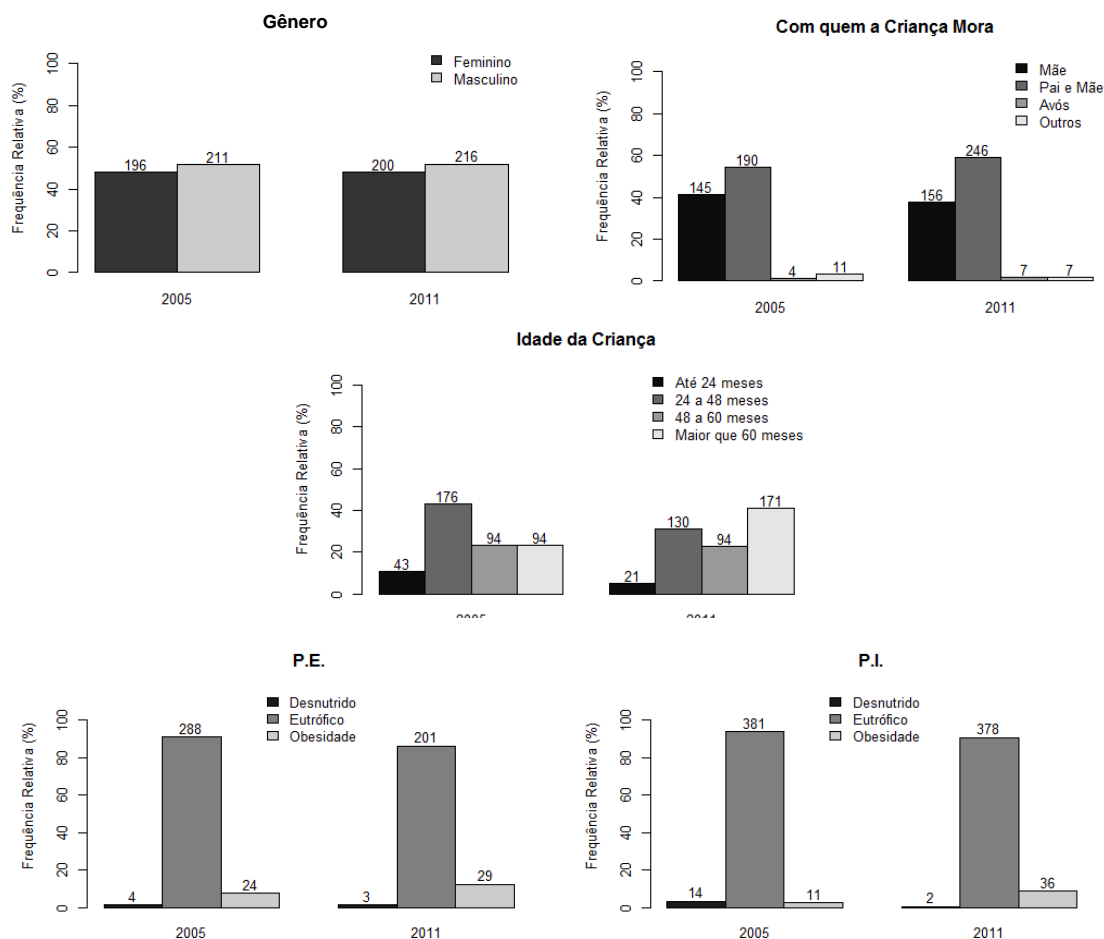 Gênero
Feminino
Masculino
Frequência Relativa (%)
0 20 40 60 80 100
196 211 200 216
2005 2011
Com quem a Criança Mora
Mãe
Pai e Mãe
Avós
Outros
Frequência Relativa (%)
0 20 40 60 80 100
145 190 4 11 156 246 7 7
2005 2011
Idade da Criança
Até 24 meses
24 a 48 meses
48 a 60 meses
Maior que 60 meses
Frequência Relativa (%)
0 20 40 60 80 100
43 176 94 94 21 130 94 171
2005 2011
P.E.
Desnutrido
Eutrófico
Obesidade
Frequência Relativa (%)
0 20 40 60 80 100
4 288 24 3 201 29
2005 2011
P.I.
Desnutrido
Eutrófico
Obesidade
Frequência Relativa (%)
0 20 40 60 80 100
14 381 11 2 378 36
2005 2011